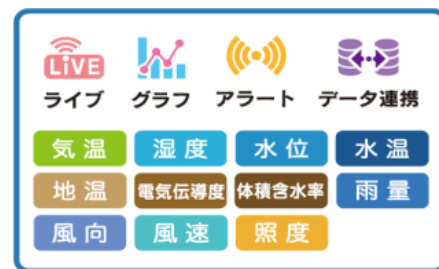 LIVE
ライブ グラフ アラート データ連携
気温 湿度 水位 水温
地温 電気伝導度 体積含水率 雨量
風向 風速 照度